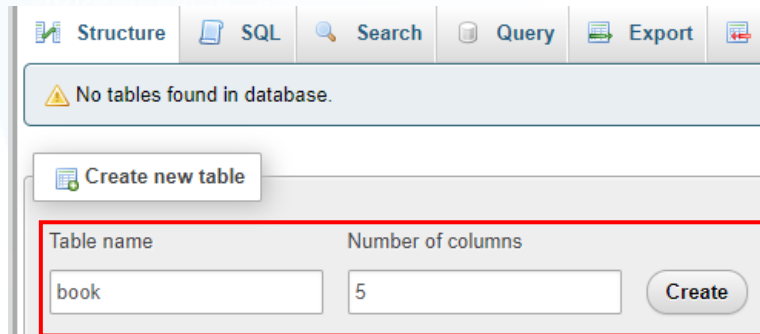 Structure SQL Search Query Export
No tables found in database.
Create new table
Table name Number of columns
book 5 Create